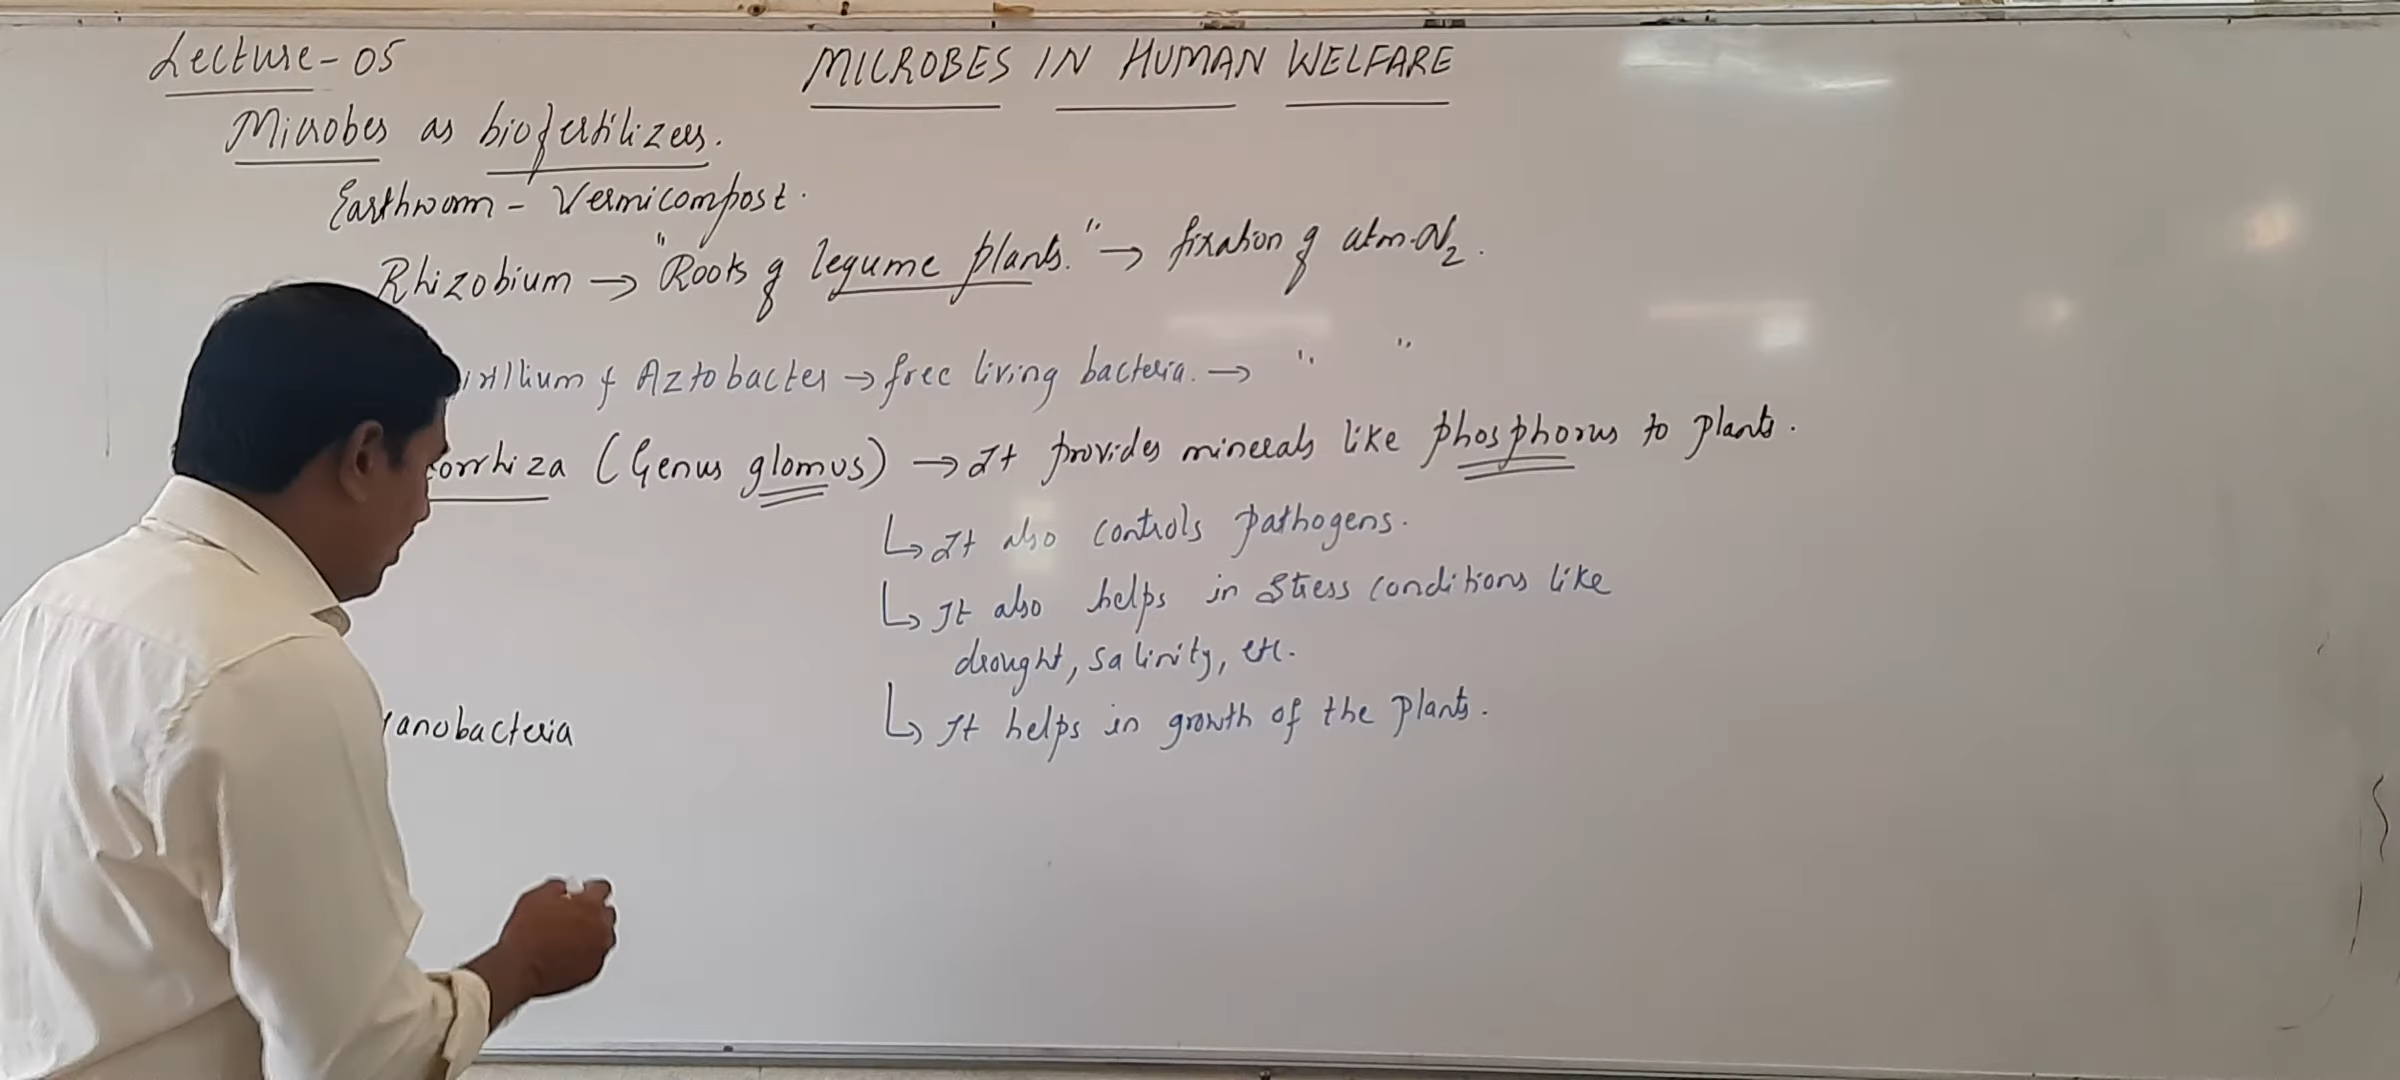 Lecture-05
MICROBES IN HUMAN WELFARE
Microbes as biofertilizers.
Earthworm - Vermicompost.
Rhizobium → "Roots of legume plants." → fixation of atm. N2.
& Aztobacter → free living bacteria. → " "
(Genus glomus) → It provides minerals like phosphorus to plants.
↳ It also controls pathogens.
↳ It also helps in stress conditions like
drought, salinity, etc.
↳ It helps in growth of the plants.
anobacteria